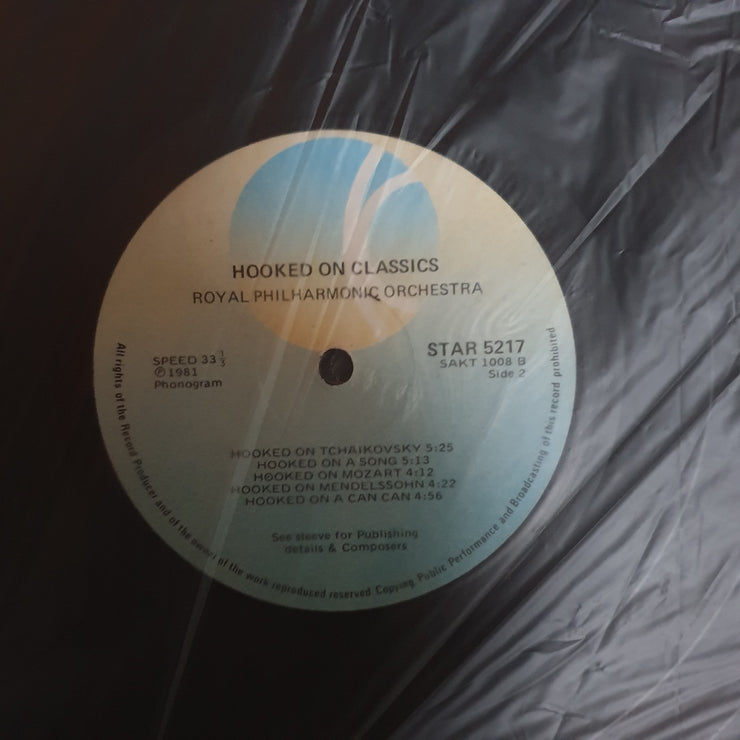 HOOKED ON CLASSICS
ROYAL PHILHARMONIC ORCHESTRA
SPEED 33 1/3
℗ 1981
Phonogram
STAR 5217
SAKT 1008 B
Side 2
HOOKED ON TCHAIKOVSKY 5:25
HOOKED ON A SONG 5:13
HOOKED ON MOZART 4:12
HOOKED ON MENDELSSOHN 4:22
HOOKED ON A CAN CAN 4:56
See sleeve for Publishing
details & Composers
All rights of the Record Producer and of the owner of the work reproduced reserved Copying, Public Performance and Broadcasting of this record prohibited